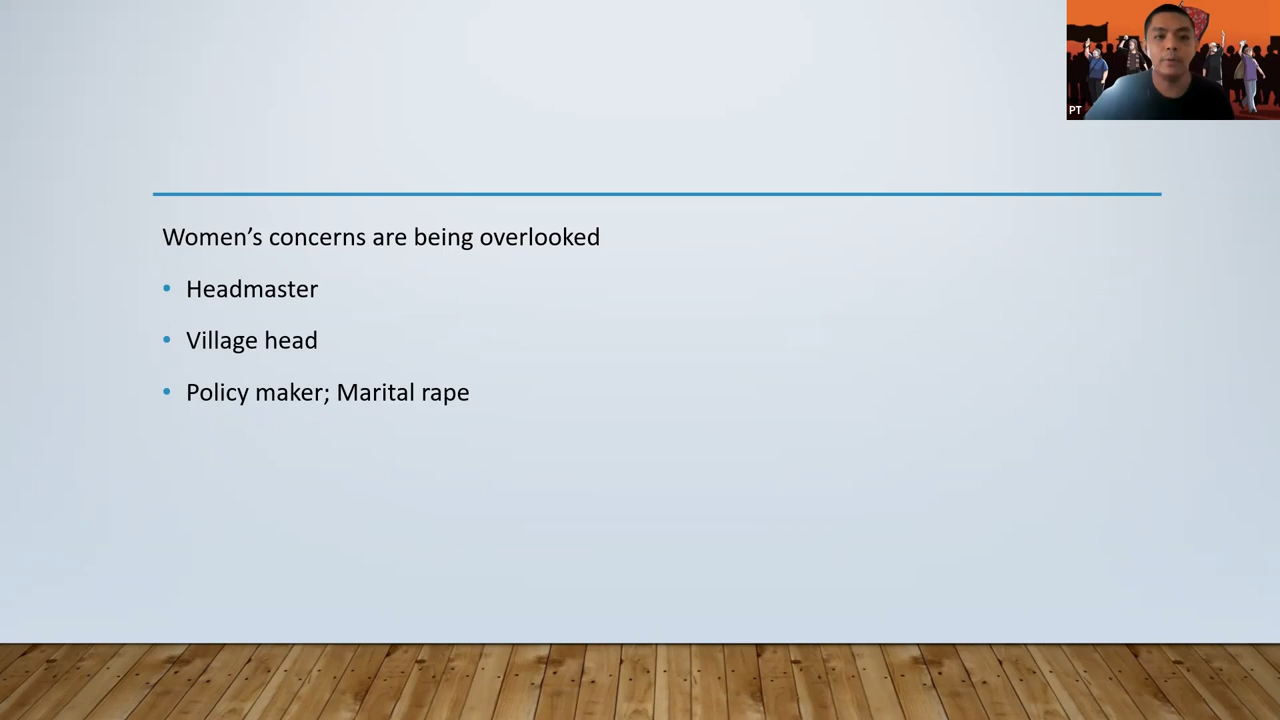 PT
Women’s concerns are being overlooked
• Headmaster
• Village head
• Policy maker; Marital rape